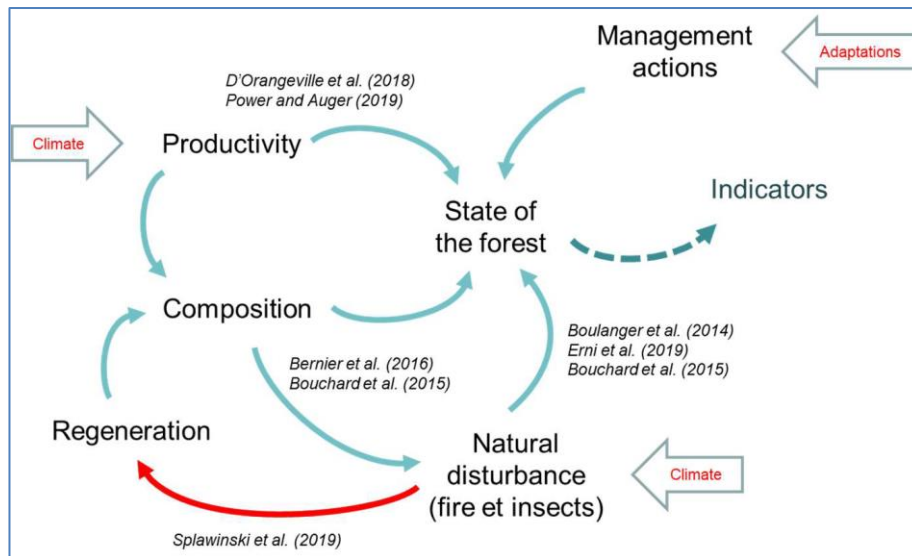 Management
actions
Adaptations
D'Orangeville et al. (2018)
Power and Auger (2019)
Climate
Productivity
Indicators
State of
the forest
Composition
Boulanger et al. (2014)
Erni et al. (2019)
Bouchard et al. (2015)
Bernier et al. (2016)
Bouchard et al. (2015)
Regeneration
Natural
disturbance
(fire et insects)
Climate
Splawinski et al. (2019)